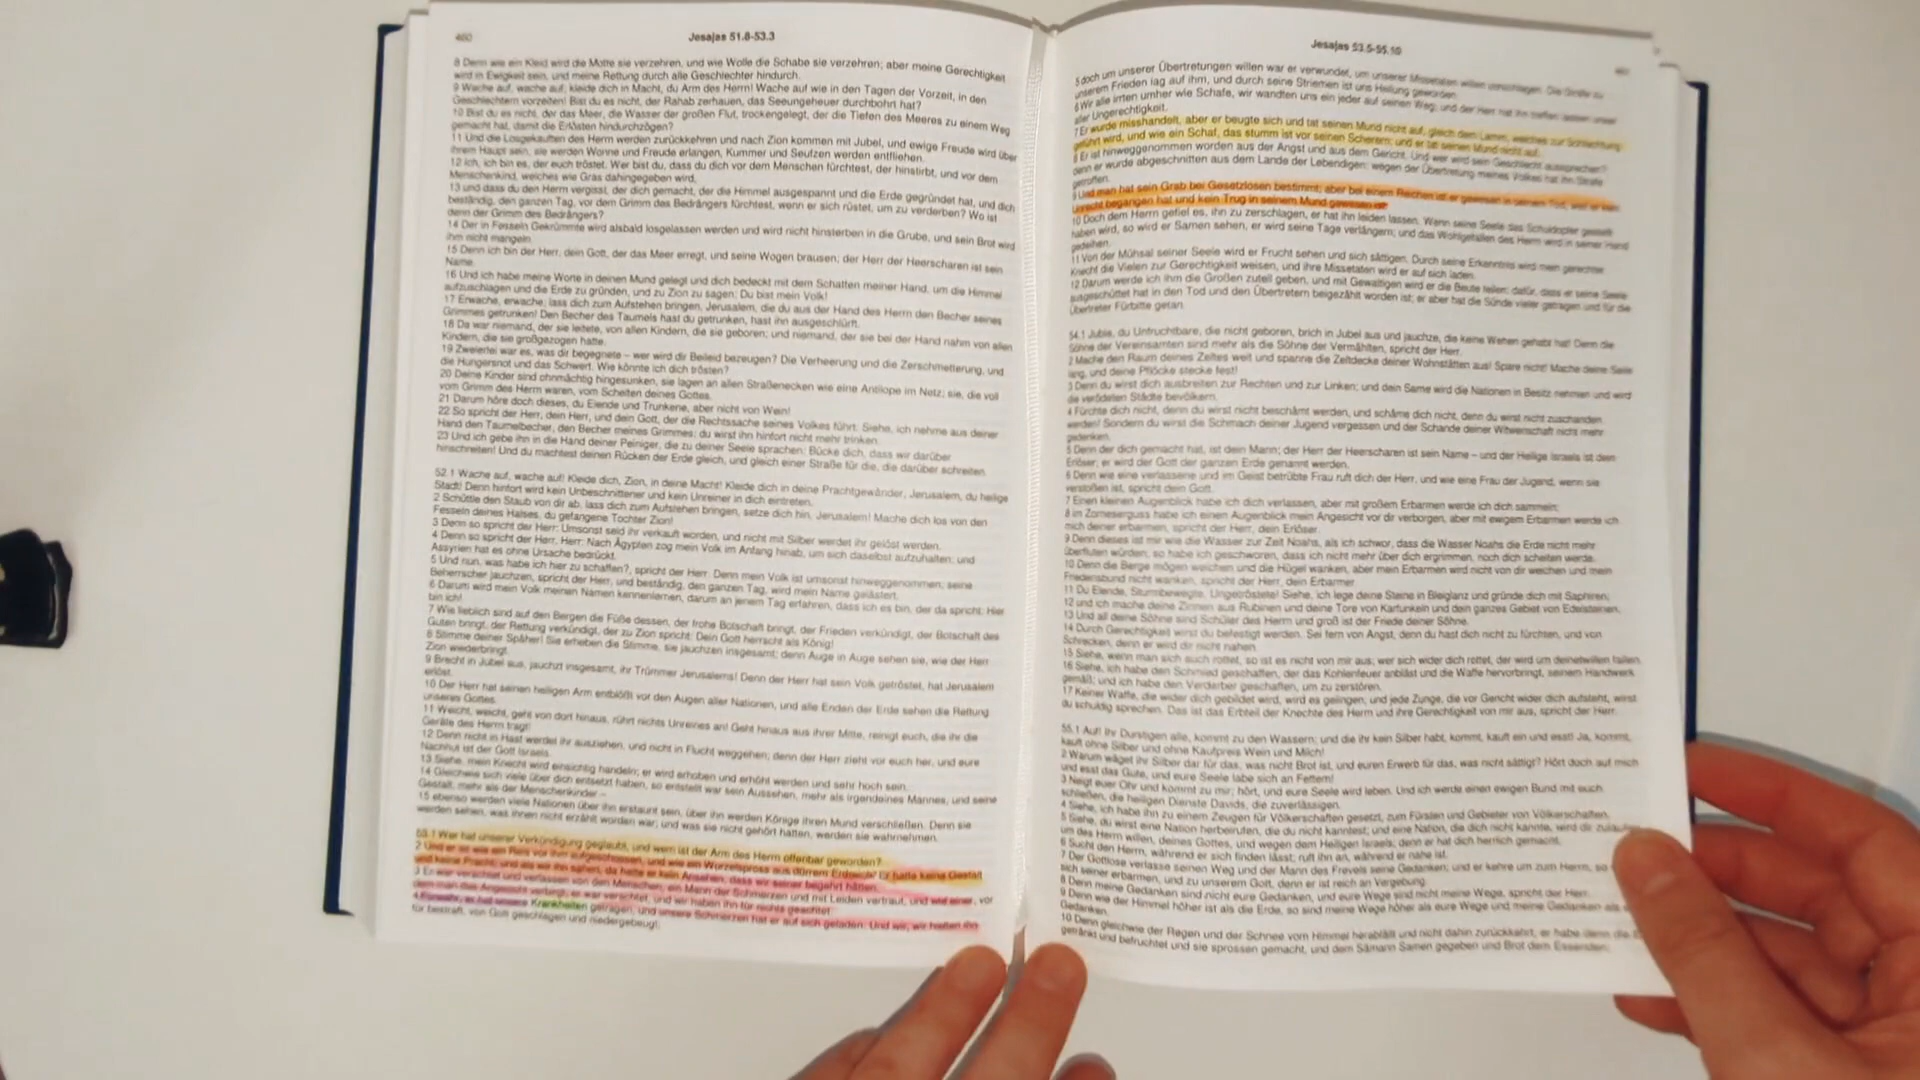 460
Jesajas 51.8-53.3
8 Denn wie ein Kleid wird die Motte sie verzehren, und wie Wolle die Schabe sie verzehren; aber meine Gerechtigkeit
wird in Ewigkeit sein, und meine Rettung durch alle Geschlechter hindurch.
9 Wache auf, wache auf, kleide dich in Macht, du Arm des Herrn! Wache auf wie in den Tagen der Vorzeit, in den
Geschlechtern vorzeiten! Bist du es nicht, der Rahab zerhauen, das Seeungeheuer durchbohrt hat?
10 Bist du es nicht, der das Meer, die Wasser der großen Flut, trockengelegt, der die Tiefen des Meeres zu einem Weg
gemacht hat, damit die Erlösten hindurchzögen?
11 Und die Losgekauften des Herrn werden zurückkehren und nach Zion kommen mit Jubel, und ewige Freude wird über
ihrem Haupt sein, sie werden Wonne und Freude erlangen, Kummer und Seufzen werden entfliehen.
12 Ich, ich bin es, der euch tröstet. Wer bist du, dass du dich vor dem Menschen fürchtest, der hinstirbt, und vor dem
Menschenkind, welches wie Gras dahingegeben wird,
13 und dass du den Herrn vergisst, der dich gemacht, der die Himmel ausgespannt und die Erde gegründet hat, und dich
beständig, den ganzen Tag, vor dem Grimm des Bedrängers fürchtest, wenn er sich rüstet, um zu verderben? Wo ist
denn der Grimm des Bedrängers?
14 Der in Fesseln Gekrümmte wird alsbald losgelassen werden und wird nicht hinsterben in die Grube, und sein Brot wird
ihm nicht mangeln.
15 Denn ich bin der Herr, dein Gott, der das Meer erregt, und seine Wogen brausen; der Herr der Heerscharen ist sein
Name.
16 Und ich habe meine Worte in deinen Mund gelegt und dich bedeckt mit dem Schatten meiner Hand, um die Himmel
aufzuschlagen und die Erde zu gründen, und zu Zion zu sagen: Du bist mein Volk!
17 Erwache, erwache; lass dich zum Aufstehen bringen, Jerusalem, die du aus der Hand des Herrn den Becher seines
Grimmes getrunken! Den Becher des Taumels hast du getrunken, hast ihn ausgeschlürft.
18 Da war niemand, der sie leitete, von allen Kindern, die sie geboren; und niemand, der sie bei der Hand nahm von allen
Kindern, die sie großgezogen hatte.
19 Zweierlei war es, was dir begegnete – wer wird dir Beileid bezeugen? Die Verheerung und die Zerschmetterung, und
die Hungersnot und das Schwert. Wie könnte ich dich trösten?
20 Deine Kinder sind ohnmächtig hingesunken, sie lagen an allen Straßenecken wie eine Antilope im Netz; sie, die voll
vom Grimm des Herrn waren, vom Schelten deines Gottes.
21 Darum höre doch dieses, du Elende und Trunkene, aber nicht von Wein!
22 So spricht der Herr, dein Herr, und dein Gott, der die Rechtssache seines Volkes führt. Siehe, ich nehme aus deiner
Hand den Taumelbecher, den Becher meines Grimmes; du wirst ihn hinfort nicht mehr trinken.
23 Und ich gebe ihn in die Hand deiner Peiniger, die zu deiner Seele sprachen: Bücke dich, dass wir darüber
hinschreiten! Und du machtest deinen Rücken der Erde gleich, und gleich einer Straße für die, die darüber schreiten.
52.1 Wache auf, wache auf! Kleide dich, Zion, in deine Macht! Kleide dich in deine Prachtgewänder, Jerusalem, du heilige
Stadt! Denn hinfort wird kein Unbeschnittener und kein Unreiner in dich eintreten.
2 Schüttle den Staub von dir ab, lass dich zum Aufstehen bringen, setze dich hin, Jerusalem! Mache dich los von den
Fesseln deines Halses, du gefangene Tochter Zion!
3 Denn so spricht der Herr: Umsonst seid ihr verkauft worden, und nicht mit Silber werdet ihr gelöst werden.
4 Denn so spricht der Herr, Herr: Nach Ägypten zog mein Volk im Anfang hinab, um sich daselbst aufzuhalten; und
Assyrien hat es ohne Ursache bedrückt.
5 Und nun, was habe ich hier zu schaffen?, spricht der Herr. Denn mein Volk ist umsonst hinweggenommen; seine
Beherrscher jauchzen, spricht der Herr, und beständig, den ganzen Tag, wird mein Name gelästert.
6 Darum wird mein Volk meinen Namen kennenlernen, darum an jenem Tag erfahren, dass ich es bin, der da spricht: Hier
bin ich!
7 Wie lieblich sind auf den Bergen die Füße dessen, der frohe Botschaft bringt, der Frieden verkündigt, der Botschaft des
Guten bringt, der Rettung verkündigt, der zu Zion spricht: Dein Gott herrscht als König!
8 Stimme deiner Späher! Sie erheben die Stimme, sie jauchzen insgesamt; denn Auge in Auge sehen sie, wie der Herr
Zion wiederbringt.
9 Brecht in Jubel aus, jauchzt insgesamt, ihr Trümmer Jerusalems! Denn der Herr hat sein Volk getröstet, hat Jerusalem
erlöst.
10 Der Herr hat seinen heiligen Arm entblößt vor den Augen aller Nationen, und alle Enden der Erde sehen die Rettung
unseres Gottes.
11 Weicht, weicht, geht von dort hinaus, rührt nichts Unreines an! Geht hinaus aus ihrer Mitte, reinigt euch, die ihr die
Geräte des Herrn tragt!
12 Denn nicht in Hast werdet ihr ausziehen, und nicht in Flucht weggehen; denn der Herr zieht vor euch her, und eure
Nachhut ist der Gott Israels.
13 Siehe, mein Knecht wird einsichtig handeln; er wird erhoben und erhöht werden und sehr hoch sein.
14 Gleichwie sich viele über dich entsetzt haben, so entstellt war sein Aussehen, mehr als irgendeines Mannes, und seine
Gestalt, mehr als der Menschenkinder –
15 ebenso werden viele Nationen über ihn erstaunt sein, über ihn werden Könige ihren Mund verschließen. Denn sie
werden sehen, was ihnen nicht erzählt worden war; und was sie nicht gehört hatten, werden sie wahrnehmen.
53.1 Wer hat unserer Verkündigung geglaubt, und wem ist der Arm des Herrn offenbar geworden?
2 Und er ist wie ein Reis vor ihm aufgeschossen, und wie ein Wurzelspross aus dürrem Erdreich! Er hatte keine Gestalt
und keine Pracht; und als wir ihn sahen, da hatte er kein Ansehen, dass wir seiner begehrt hätten.
3 Er war verachtet und verlassen von den Menschen, ein Mann der Schmerzen und mit Leiden vertraut, und wie einer, vor
dem man das Angesicht verbirgt; er war verachtet, und wir haben ihn für nichts geachtet.
4 Fürwahr, er hat unsere Krankheiten getragen, und unsere Schmerzen hat er auf sich geladen. Und wir, wir hielten ihn
für bestraft, von Gott geschlagen und niedergebeugt;
Jesajas 53.5-55.10
5 doch um unserer Übertretungen willen war er verwundet, um unserer Missetaten willen zerschlagen. Die Strafe zu
unserem Frieden lag auf ihm, und durch seine Striemen ist uns Heilung geworden.
6 Wir alle irrten umher wie Schafe, wir wandten uns ein jeder auf seinen Weg; und der Herr hat ihn treffen lassen unser
aller Ungerechtigkeit.
7 Er wurde misshandelt, aber er beugte sich und tat seinen Mund nicht auf, gleich dem Lamm, welches zur Schlachtung
geführt wird, und wie ein Schaf, das stumm ist vor seinen Scherern; und er tat seinen Mund nicht auf.
8 Er ist hinweggenommen worden aus der Angst und aus dem Gericht. Und wer wird sein Geschlecht aussprechen?
denn er wurde abgeschnitten aus dem Lande der Lebendigen: wegen der Übertretung meines Volkes hat ihn Strafe
getroffen.
9 Und man hat sein Grab bei Gesetzlosen bestimmt; aber bei einem Reichen ist er gewesen in seinem Tod, weil er kein
Unrecht begangen hat und kein Trug in seinem Mund gewesen ist.
10 Doch dem Herrn gefiel es, ihn zu zerschlagen, er hat ihn leiden lassen. Wenn seine Seele das Schuldopfer gestellt
haben wird, so wird er Samen sehen, er wird seine Tage verlängern; und das Wohlgefallen des Herrn wird in seiner Hand
gedeihen.
11 Von der Mühsal seiner Seele wird er Frucht sehen und sich sättigen. Durch seine Erkenntnis wird mein gerechter
Knecht die Vielen zur Gerechtigkeit weisen, und ihre Missetaten wird er auf sich laden.
12 Darum werde ich ihm die Großen zuteil geben, und mit Gewaltigen wird er die Beute teilen: dafür, dass er seine Seele
ausgeschüttet hat in den Tod und den Übertretern beigezählt worden ist; er aber hat die Sünde vieler getragen und für die
Übertreter Fürbitte getan.
54.1 Juble, du Unfruchtbare, die nicht geboren, brich in Jubel aus und jauchze, die keine Wehen gehabt hat! Denn die
Söhne der Vereinsamten sind mehr als die Söhne der Vermählten, spricht der Herr.
2 Mache den Raum deines Zeltes weit und spanne die Zeltdecke deiner Wohnstätten aus! Spare nicht! Mache deine Seile
lang, und deine Pflöcke stecke fest!
3 Denn du wirst dich ausbreiten zur Rechten und zur Linken; und dein Same wird die Nationen in Besitz nehmen und wird
die verödeten Städte bevölkern.
4 Fürchte dich nicht, denn du wirst nicht beschämt werden, und schäme dich nicht, denn du wirst nicht zuschanden
werden! Sondern du wirst die Schmach deiner Jugend vergessen und der Schande deiner Witwenschaft nicht mehr
gedenken.
5 Denn der dich gemacht hat, ist dein Mann; der Herr der Heerscharen ist sein Name – und der Heilige Israels ist dein
Erlöser; er wird der Gott der ganzen Erde genannt werden.
6 Denn wie eine verlassene und im Geist betrübte Frau ruft dich der Herr, und wie eine Frau der Jugend, wenn sie
verstoßen ist, spricht dein Gott.
7 Einen kleinen Augenblick habe ich dich verlassen, aber mit großem Erbarmen werde ich dich sammeln;
8 im Zorneserguss habe ich einen Augenblick mein Angesicht vor dir verborgen, aber mit ewigem Erbarmen werde ich
mich deiner erbarmen, spricht der Herr, dein Erlöser.
9 Denn dieses ist mir wie die Wasser zur Zeit Noahs, als ich schwor, dass die Wasser Noahs die Erde nicht mehr
überfluten würden, so habe ich geschworen, dass ich nicht mehr über dich ergrimmen, noch dich schelten werde.
10 Denn die Berge mögen weichen und die Hügel wanken, aber mein Erbarmen wird nicht von dir weichen und mein
Friedensbund nicht wanken, spricht der Herr, dein Erbarmer.
11 Du Elende, Sturmbewegte, Ungetröstete! Siehe, ich lege deine Steine in Bleiglanz und gründe dich mit Saphiren;
12 und ich mache deine Zinnen aus Rubinen und deine Tore von Karfunkeln und dein ganzes Gebiet von Edelsteinen.
13 Und all deine Söhne sind Schüler des Herrn und groß ist der Friede deiner Söhne.
14 Durch Gerechtigkeit wirst du befestigt werden. Sei fern von Angst, denn du hast dich nicht zu fürchten, und von
Schrecken, denn er wird dir nicht nahen.
15 Siehe, wenn man sich auch rottet, so ist es nicht von mir aus; wer sich wider dich rottet, der wird um deinetwillen fallen.
16 Siehe, ich habe den Schmied geschaffen, der das Kohlenfeuer anbläst und die Waffe hervorbringt, seinem Handwerk
gemäß; und ich habe den Verderber geschaffen, um zu zerstören.
17 Keiner Waffe, die wider dich gebildet wird, wird es gelingen; und jede Zunge, die vor Gericht wider dich aufsteht, wirst
du schuldig sprechen. Das ist das Erbteil der Knechte des Herrn und ihre Gerechtigkeit von mir aus, spricht der Herr.
55.1 Auf! Ihr Durstigen alle, kommt zu den Wassern; und die ihr kein Silber habt, kommt, kauft ein und esst! Ja, kommt,
kauft ohne Silber und ohne Kaufpreis Wein und Milch!
2 Warum wägt ihr Silber dar für das, was nicht Brot ist, und euren Erwerb für das, was nicht sättigt? Hört doch auf mich
und esst das Gute, und eure Seele labe sich an Fettem!
3 Neigt euer Ohr und kommt zu mir; hört, und eure Seele wird leben. Und ich werde einen ewigen Bund mit euch
schließen, die heiligen Dienste Davids, die zuverlässigen.
4 Siehe, ich habe ihn zu einem Zeugen für Völkerschaften gesetzt, zum Fürsten und Gebieter von Völkerschaften.
5 Siehe, du wirst eine Nation herbeirufen, die du nicht kanntest; und eine Nation, die dich nicht kannte, wird dir
um des Herrn willen, deines Gottes, und wegen dem Heiligen Israels; denn er hat dich herrlich gemacht.
6 Sucht den Herrn, während er sich finden lässt; ruft ihn an, während er nahe ist.
7 Der Gottlose verlasse seinen Weg und der Mann des Frevels seine Gedanken; und er kehre um zum Herrn, so
sich seiner erbarmen, und zu unserem Gott, denn er ist reich an Vergebung.
8 Denn meine Gedanken sind nicht eure Gedanken, und eure Wege sind nicht meine Wege, spricht der Herr.
9 Denn wie der Himmel höher ist als die Erde, so sind meine Wege höher als eure Wege und meine Gedanken als
Gedanken.
10 Denn gleichwie der Regen und der Schnee vom Himmel herabfällt und nicht dahin zurückkehrt, er habe denn die
getränkt und befruchtet und sie sprossen gemacht, und dem Sämann Samen gegeben und Brot dem Essenden;